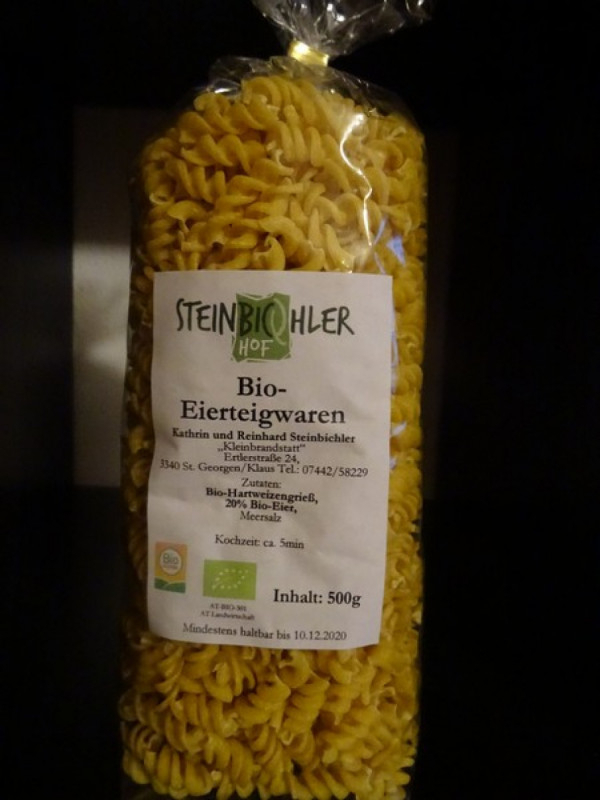 STEINBICHLER
HOF
Bio-
Eierteigwaren
Kathrin und Reinhard Steinbichler
„Kleinbrandstatt“
Ertlerstraße 24,
3340 St. Georgen/Klaus Tel.: 07442/58229
Zutaten:
Bio-Hartweizengrieß,
20% Bio-Eier,
Meersalz
Kochzeit: ca. 5min
Bio
Inhalt: 500g
AT-BIO-301
AT Landwirtschaft
Mindestens haltbar bis 10.12.2020